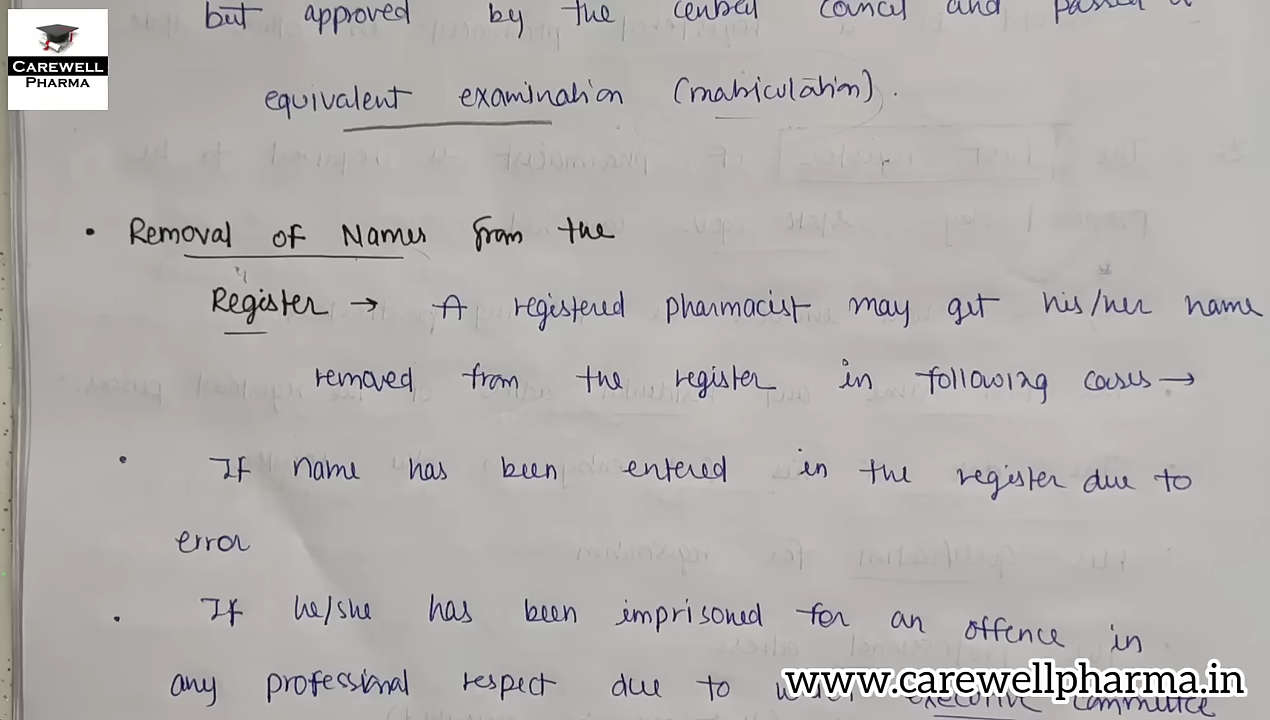 CAREWELL
PHARMA
but approved by the central council and passed a
equivalent examination (matriculation).
• Removal of Names from the
Register → A registered pharmacist may get his/her name
removed from the register in following cases →
• If name has been entered in the register due to
error
• If he/she has been imprisoned for an offence in
any professional respect due to executive committee
www.carewellpharma.in